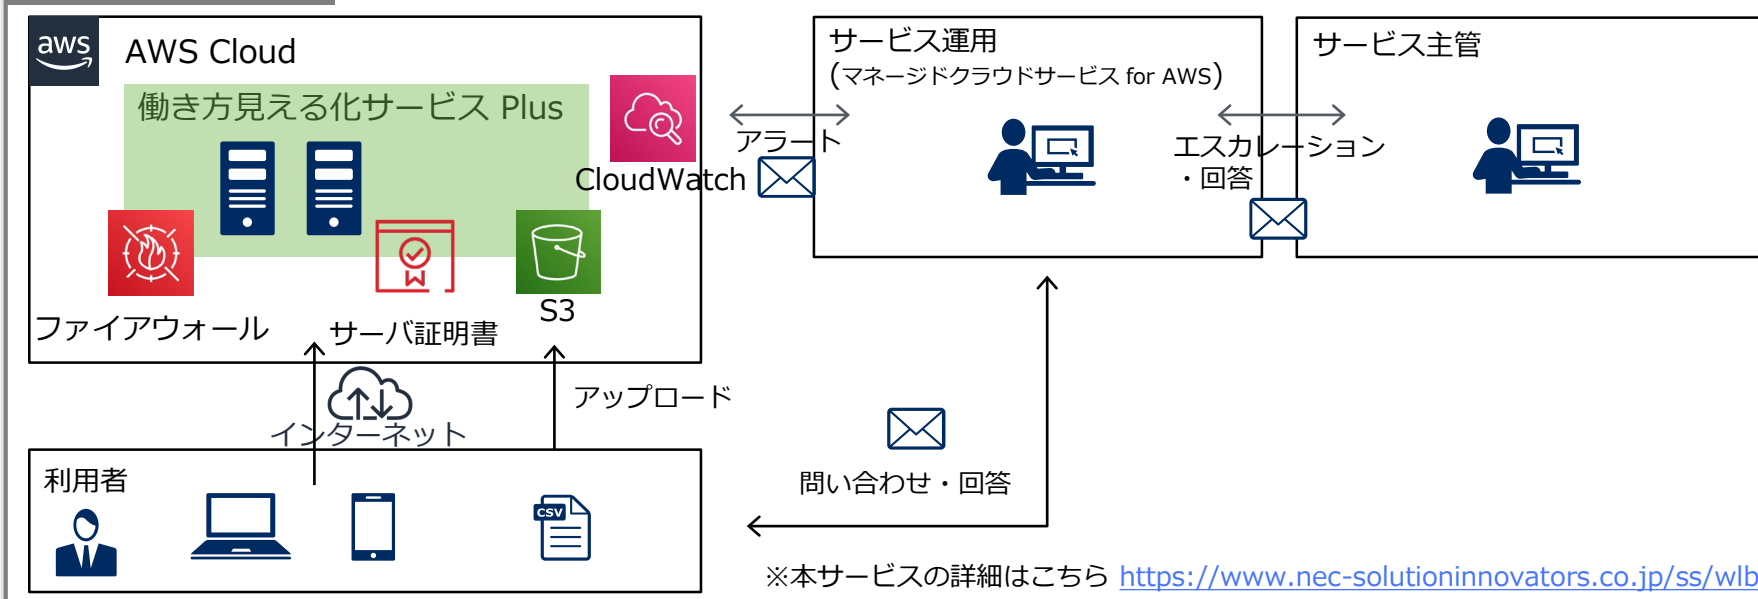 aws
AWS Cloud
働き方見える化サービス Plus
CloudWatch
ファイアウォール
サーバ証明書
S3
アラート
サービス運用
(マネージドクラウドサービス for AWS)
エスカレーション
・回答
サービス主管
インターネット
アップロード
利用者
CSV
問い合わせ・回答
※本サービスの詳細はこちら https://www.nec-solutioninnovators.co.jp/ss/wlb